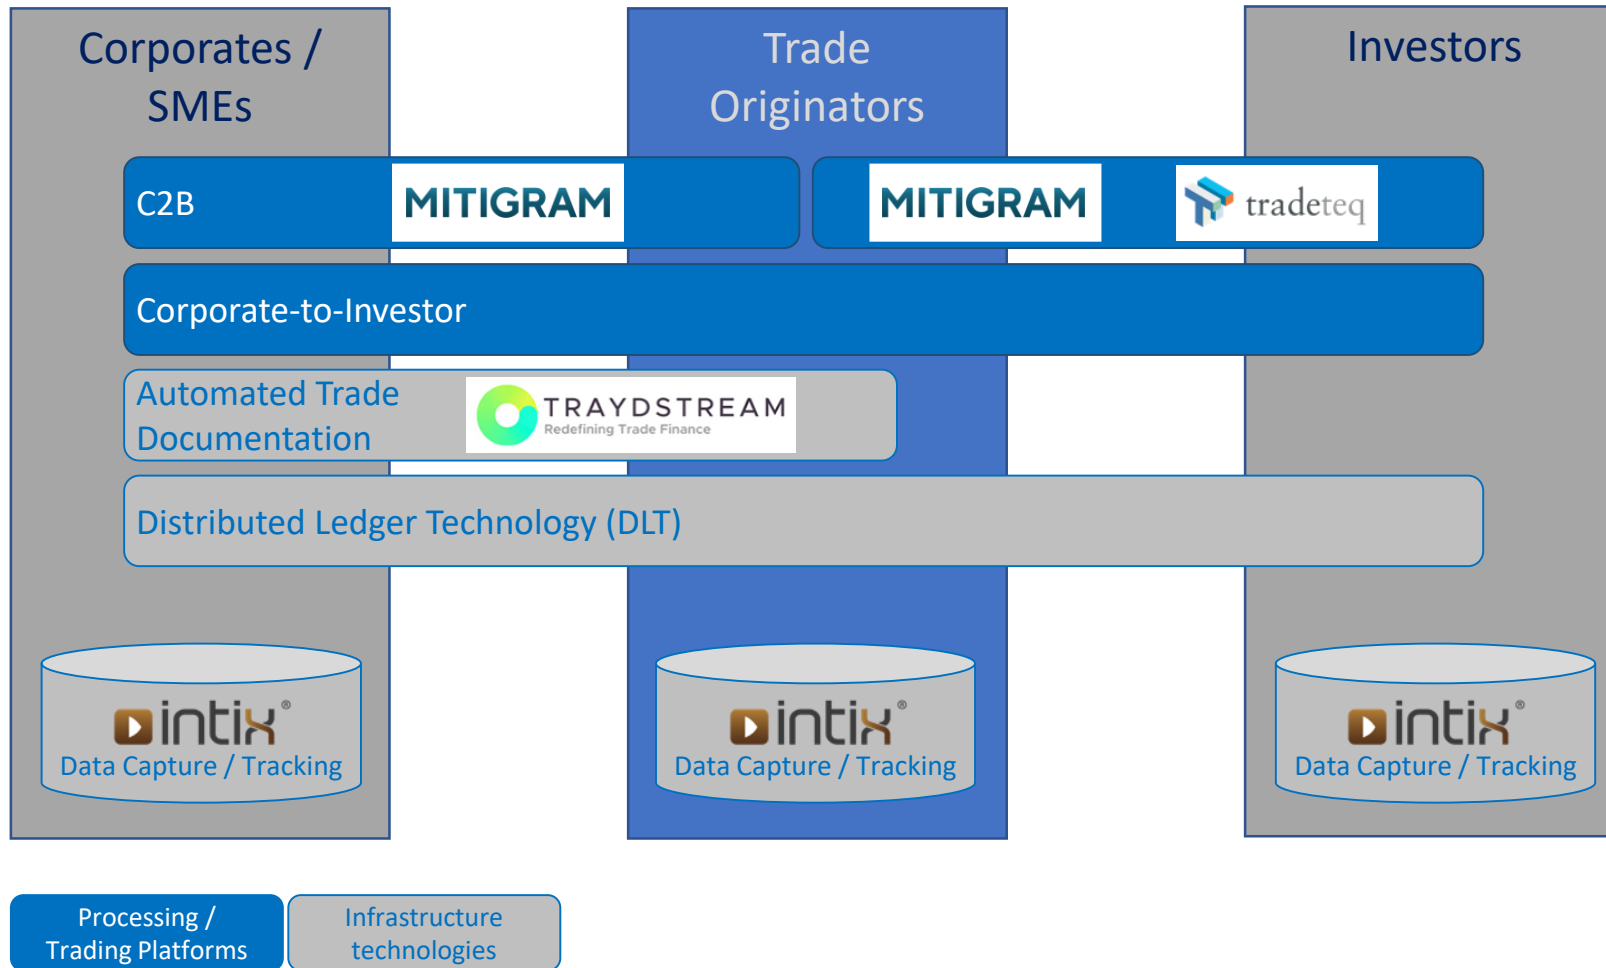 Corporates /
SMEs
Trade
Originators
Investors
C2B
MITIGRAM
MITIGRAM
tradeteq
Corporate-to-Investor
Automated Trade
Documentation
TRAYDSTREAM
Redefining Trade Finance
Distributed Ledger Technology (DLT)
intix®
Data Capture / Tracking
intix®
Data Capture / Tracking
intix®
Data Capture / Tracking
Processing /
Trading Platforms
Infrastructure
technologies